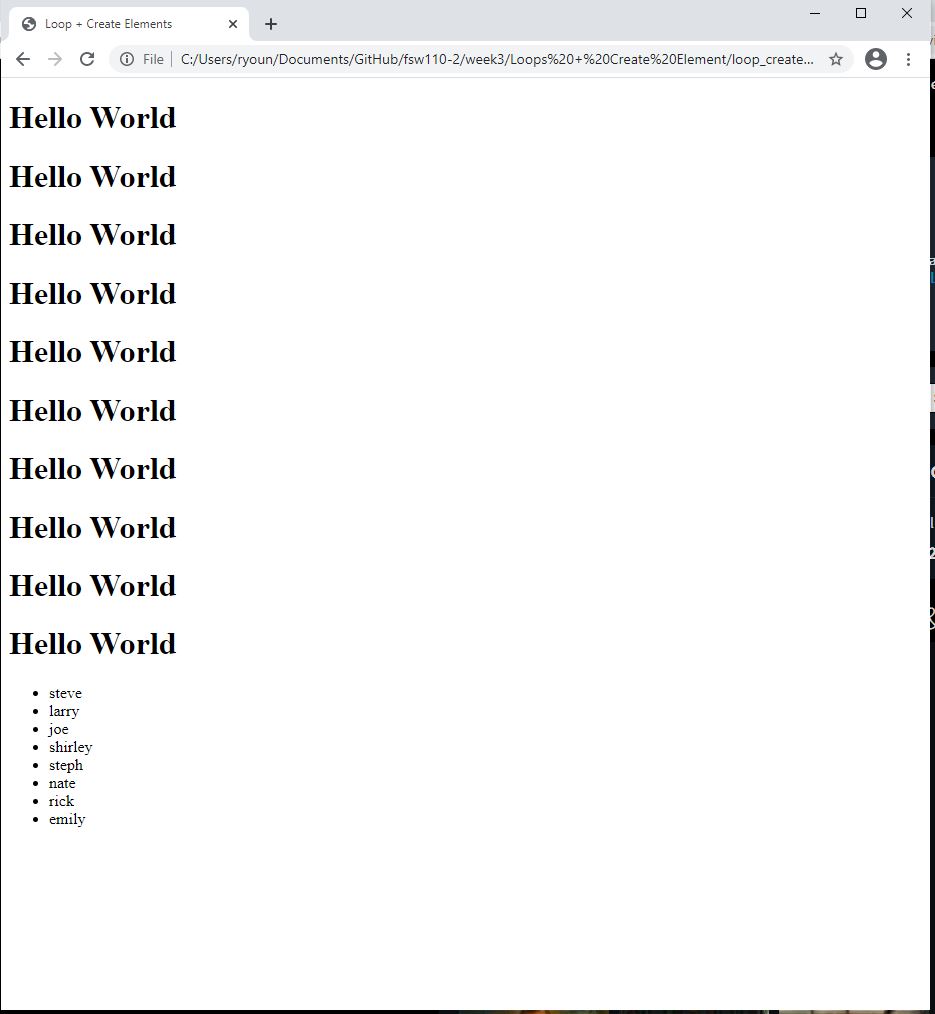 Loop + Create Elements
File C:/Users/ryoun/Documents/GitHub/fsw110-2/week3/Loops%20+%20Create%20Element/loop_create...
Hello World
Hello World
Hello World
Hello World
Hello World
Hello World
Hello World
Hello World
Hello World
Hello World
steve
larry
joe
shirley
steph
nate
rick
emily